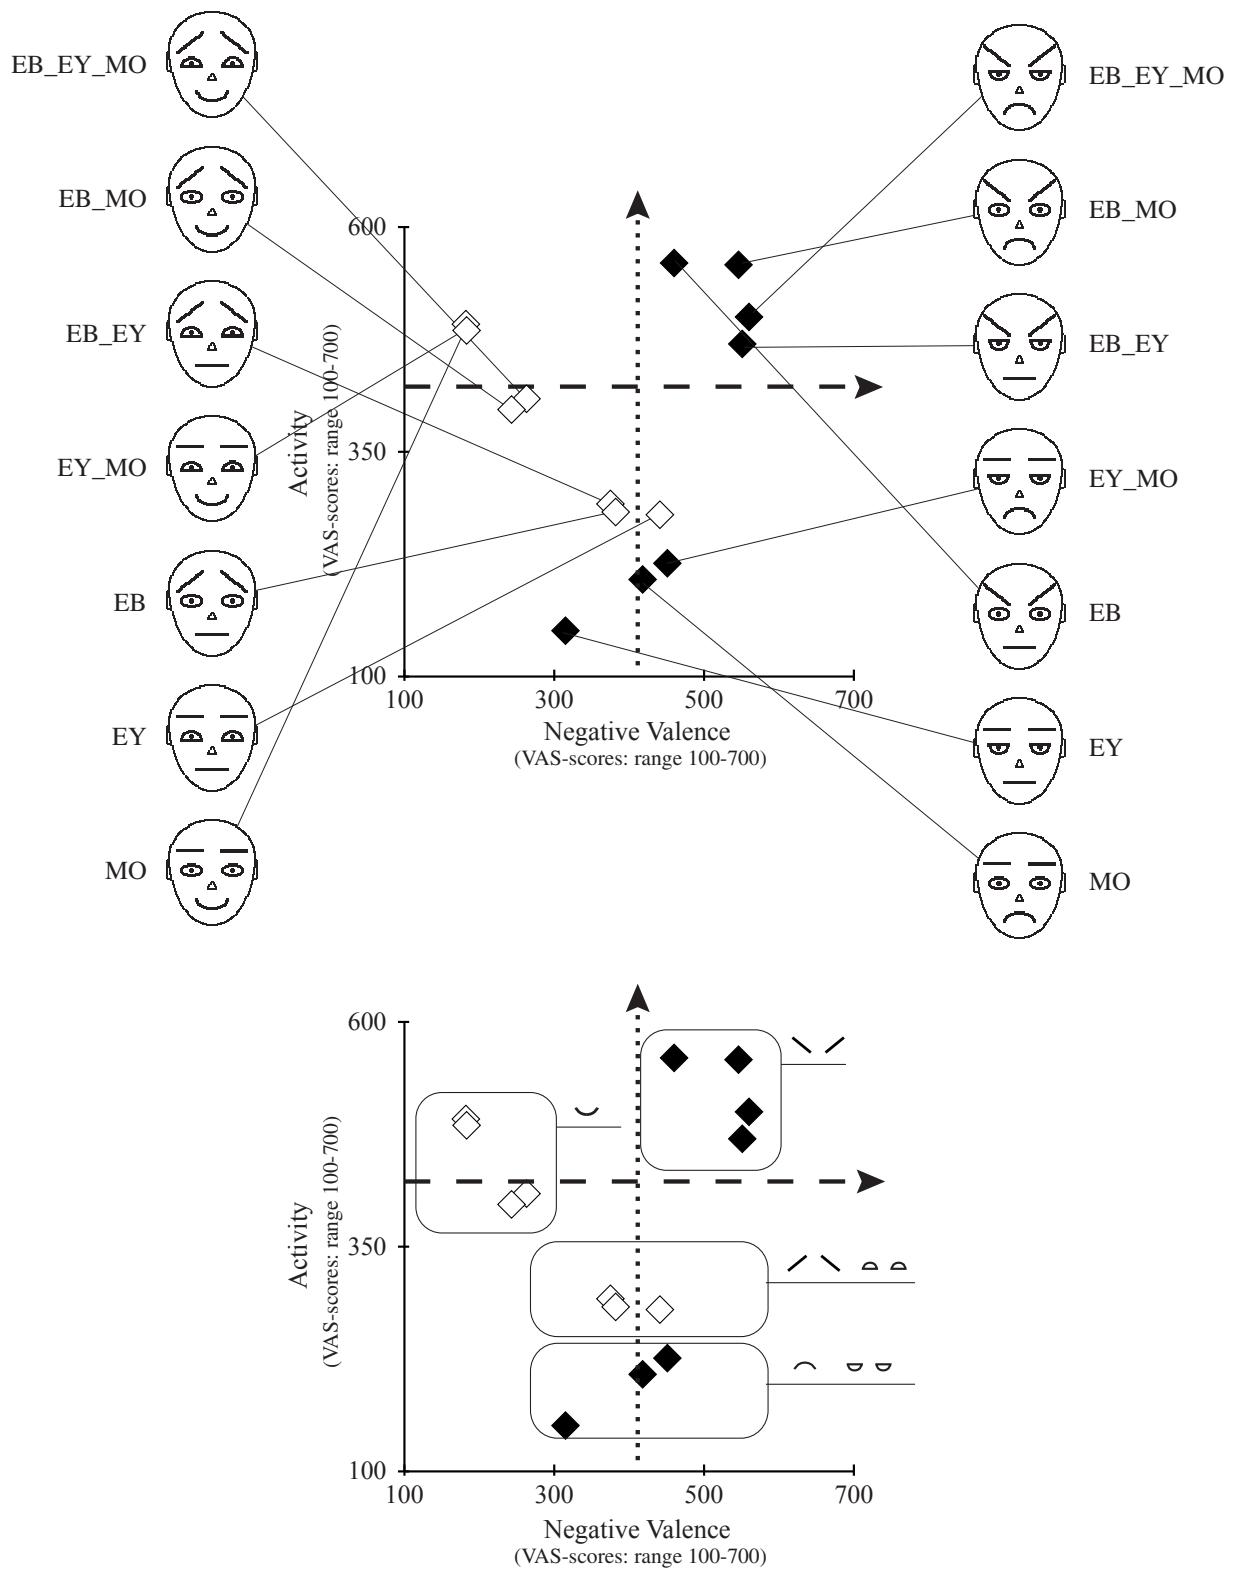 EB_EY_MO
EB_EY_MO
EB_MO
EB_MO
600
EB_EY
EB_EY
Activity
(VAS-scores: range 100-700)
350
EY_MO
EY_MO
EB
EB
100
100
300
500
700
Negative Valence
(VAS-scores: range 100-700)
EY
EY
MO
MO
600
Activity
(VAS-scores: range 100-700)
350
100
100
300
500
700
Negative Valence
(VAS-scores: range 100-700)